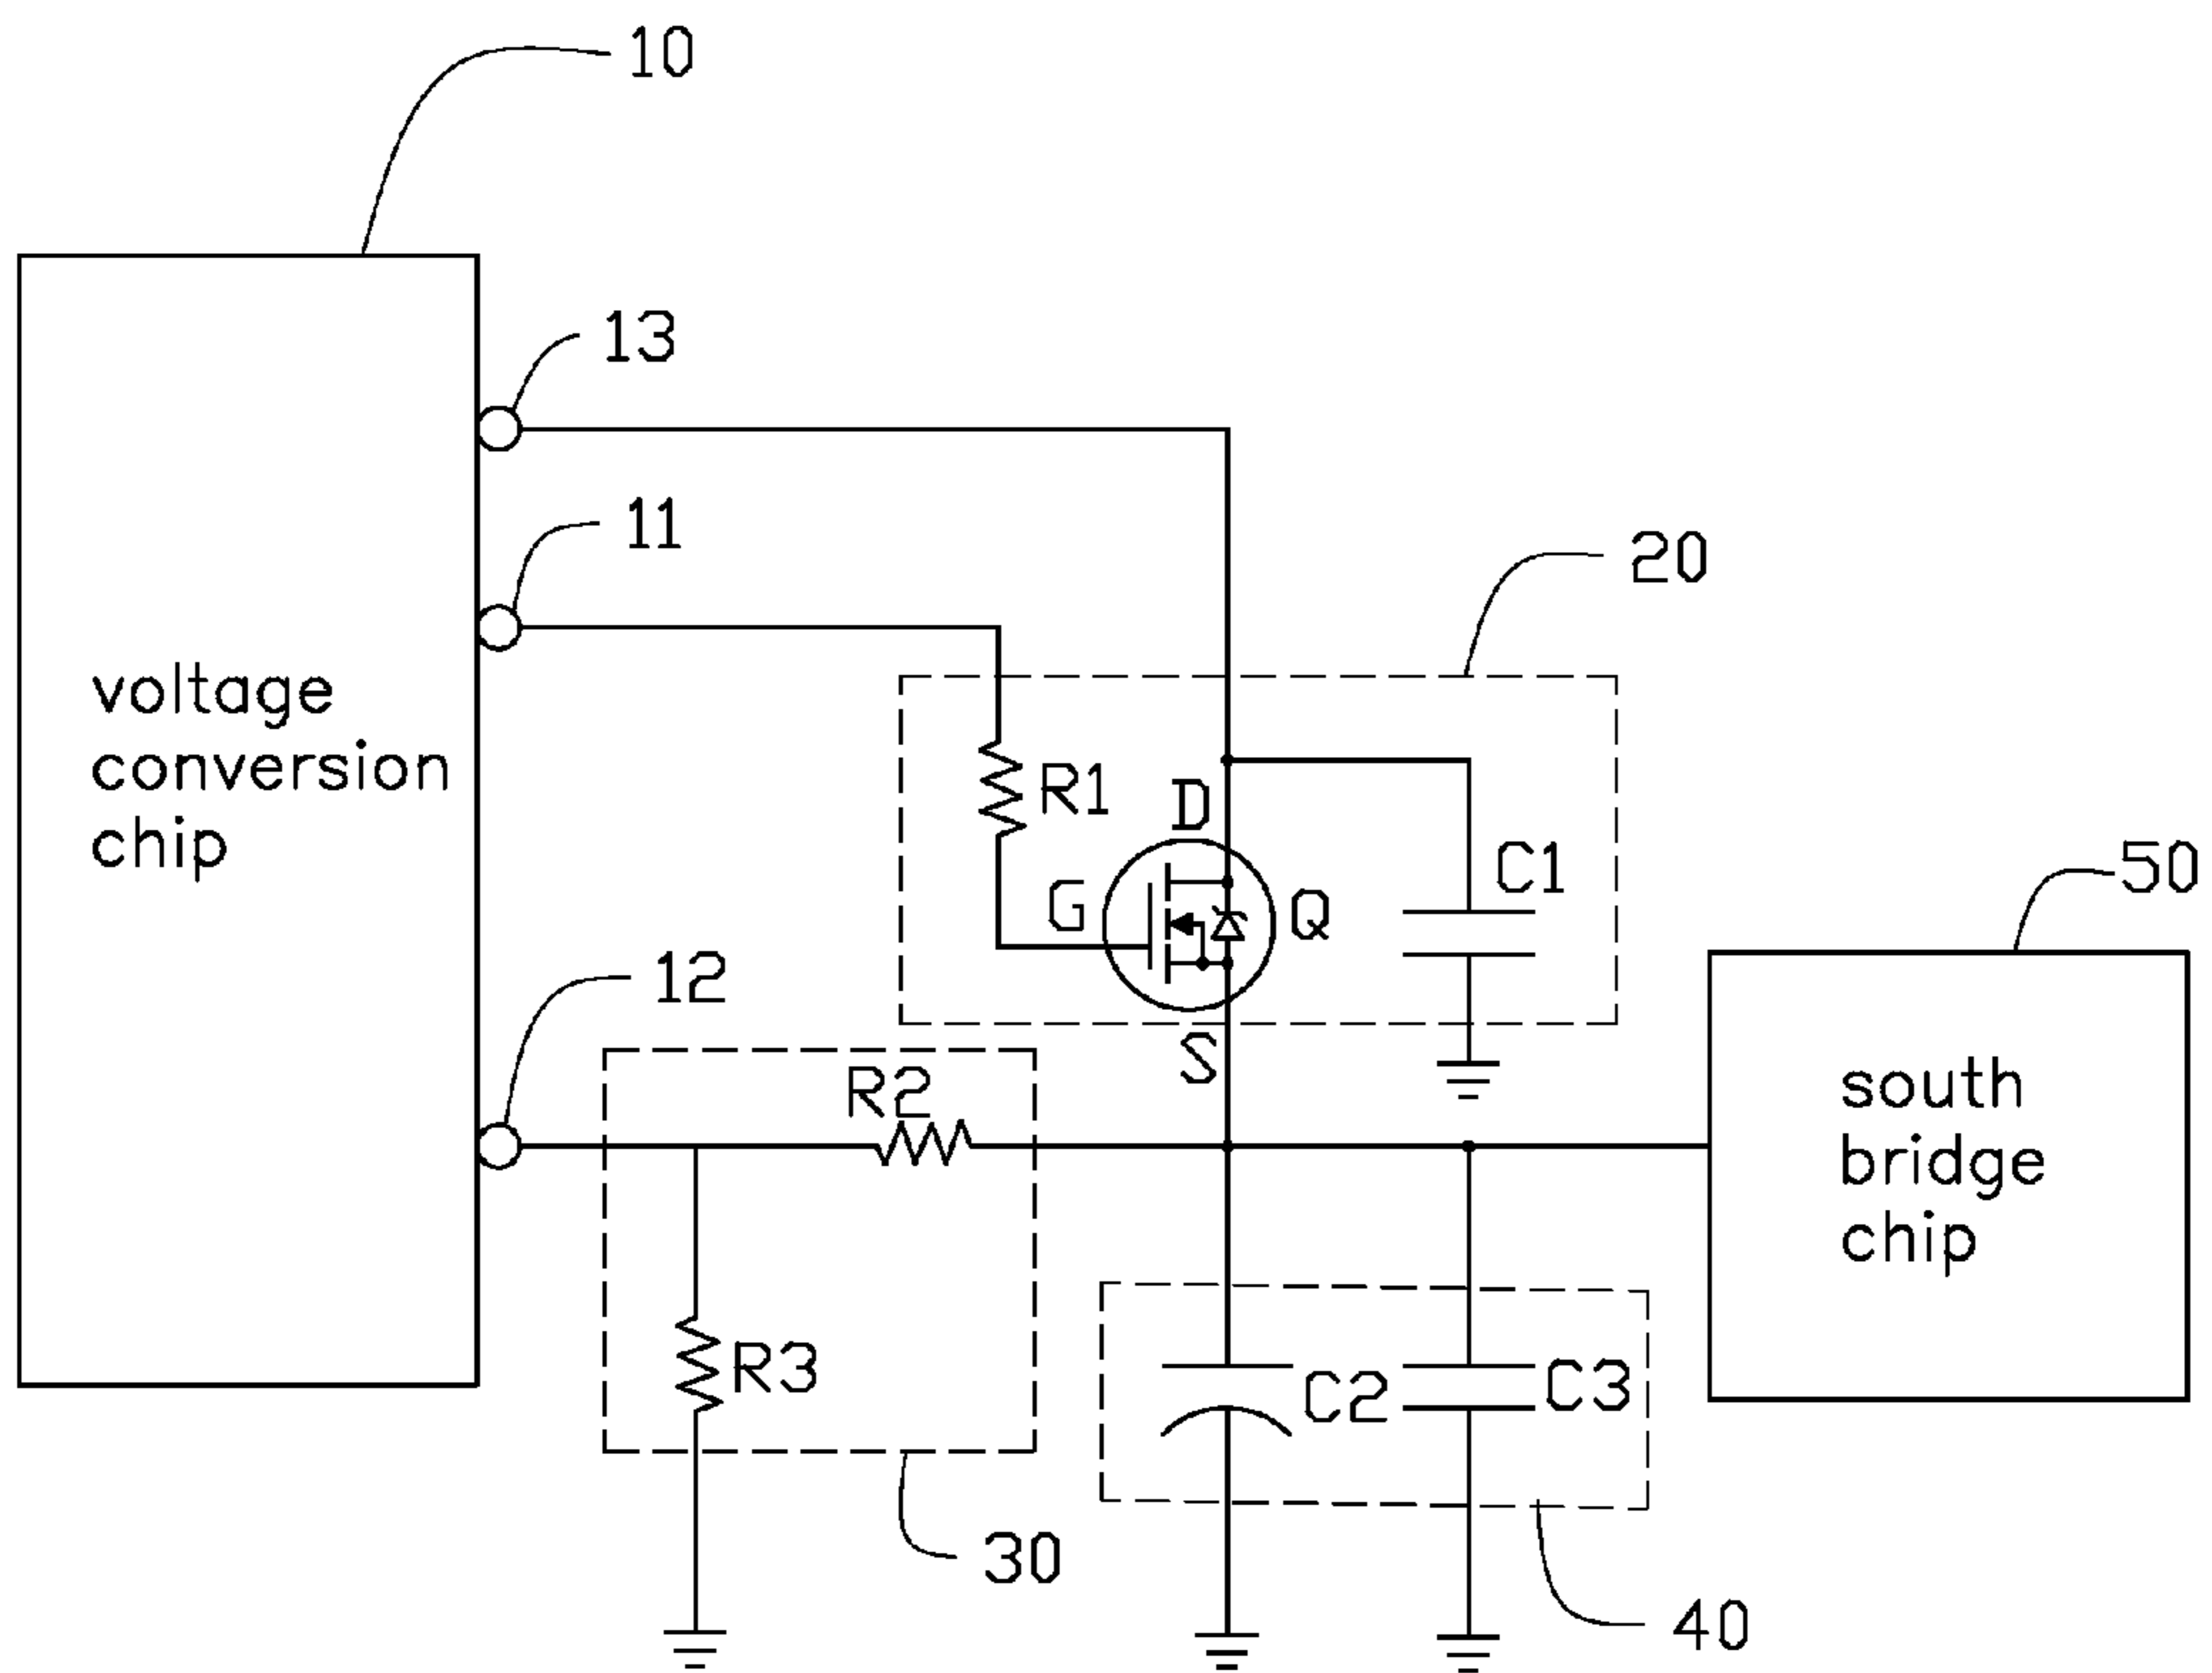 10
13
11
20
voltage
conversion
chip
R1
D
C1
50
G
Q
12
S
R2
south
bridge
chip
R3
C2
C3
30
40